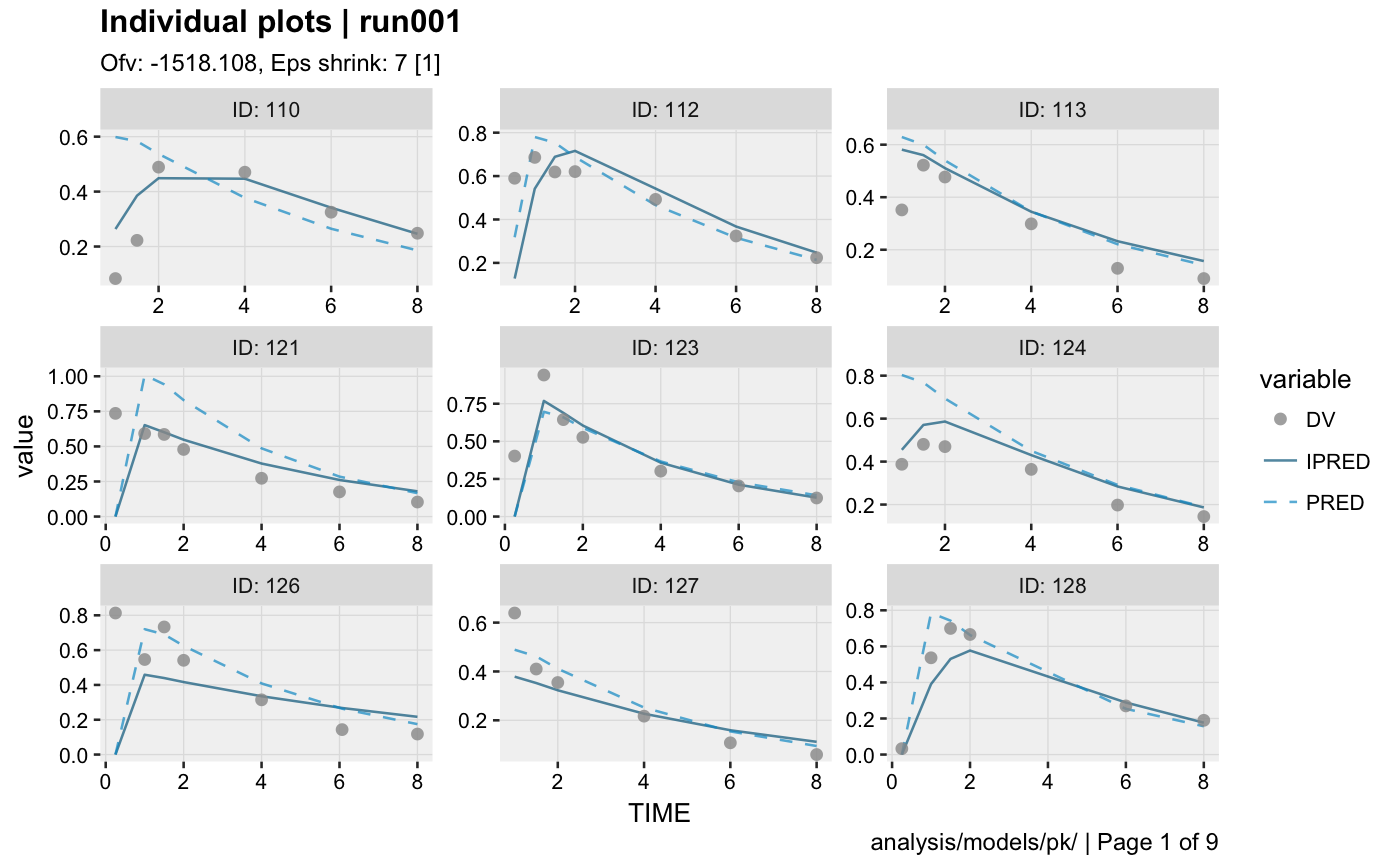 Individual plots | run001
Ofv: -1518.108, Eps shrink: 7 [1]
ID: 110 ID: 112 ID: 113
0.6
0.4
0.2
2 4 6 8
0.8
0.6
0.4
0.2
2 4 6 8
0.6
0.4
0.2
2 4 6 8
ID: 121 ID: 123 ID: 124
1.00
0.75
0.50
0.25
0.00
0 2 4 6 8
0.75
0.50
0.25
0.00
0 2 4 6 8
0.8
0.6
0.4
0.2
2 4 6 8
ID: 126 ID: 127 ID: 128
0.8
0.6
0.4
0.2
0.0
0 2 4 6 8
0.6
0.4
0.2
2 4 6 8
0.8
0.6
0.4
0.2
0.0
0 2 4 6 8
value
TIME
variable
DV
IPRED
PRED
analysis/models/pk/ | Page 1 of 9